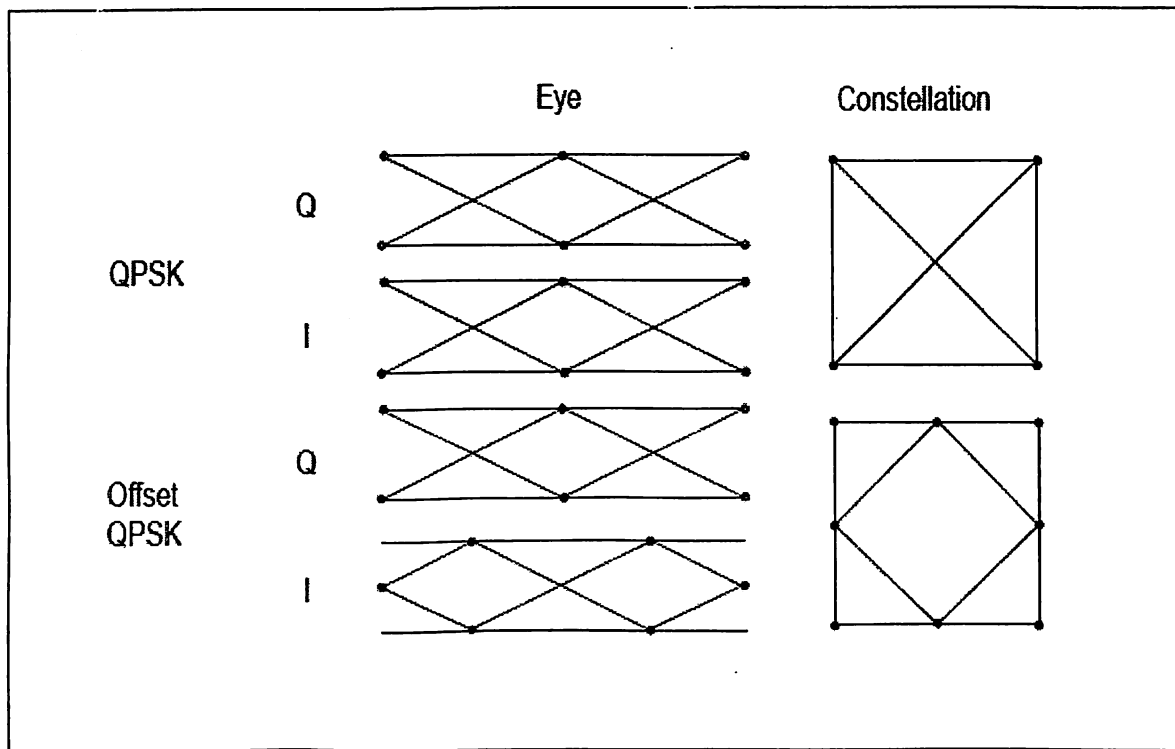 Eye
Constellation
Q
QPSK
I
Q
Offset
QPSK
I